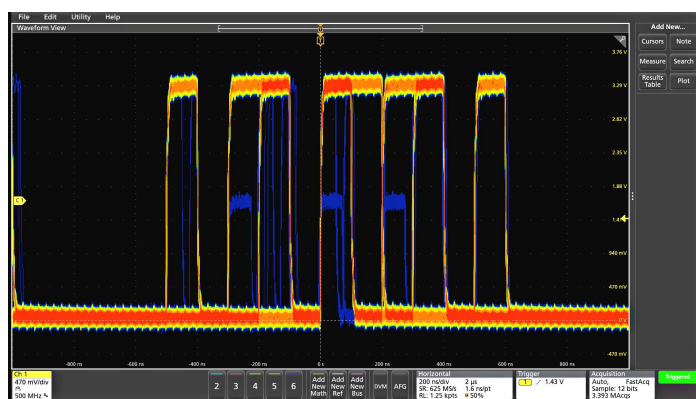 File Edit Utility Help
Waveform View
Add New...
Cursors Note
Measure Search
Results Table Plot
3.76 V
3.29 V
2.82 V
2.35 V
1.88 V
1.41
940 mV
470 mV
0 V
-470 mV
C1
-800 ns -600 ns -400 ns -200 ns 0 s 200 ns 400 ns 600 ns 800 ns
Ch 1
470 mV/div
500 MHz
2 3 4 5 6
Add New Math
Add New Ref
Add New Bus
DVM AFG
Horizontal
200 ns/div 2 µs
SR: 625 MS/s 1.6 ns/pt
RL: 1.25 kpts 50%
Trigger
1 1.43 V
Acquisition
Auto, FastAcq
Sample: 12 bits
3.393 MAcqs
Triggered